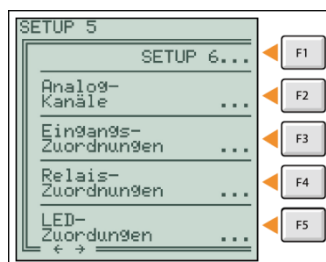 SETUP 5
SETUP 6...
F1
Analog-
Kanäle ...
F2
Eingangs-
Zuordnungen ...
F3
Relais-
Zuordnungen ...
F4
LED-
Zuordungen ...
F5
← →